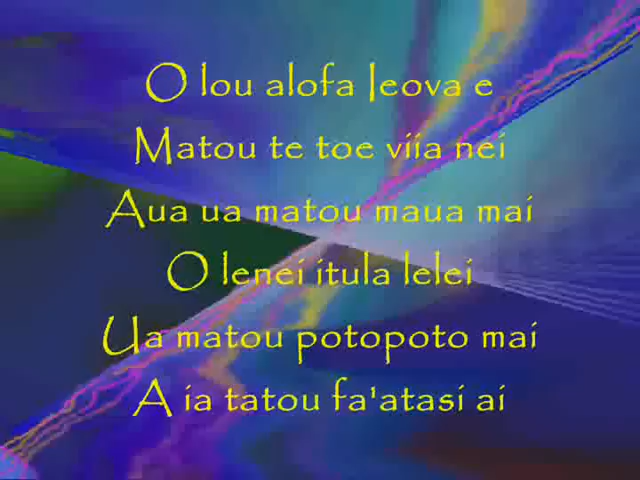 O lou alofa Ieova e
Matou te toe viia nei
Aua ua matou maua mai
O lenei itula lelei
Ua matou potopoto mai
A ia tatou fa'atasi ai